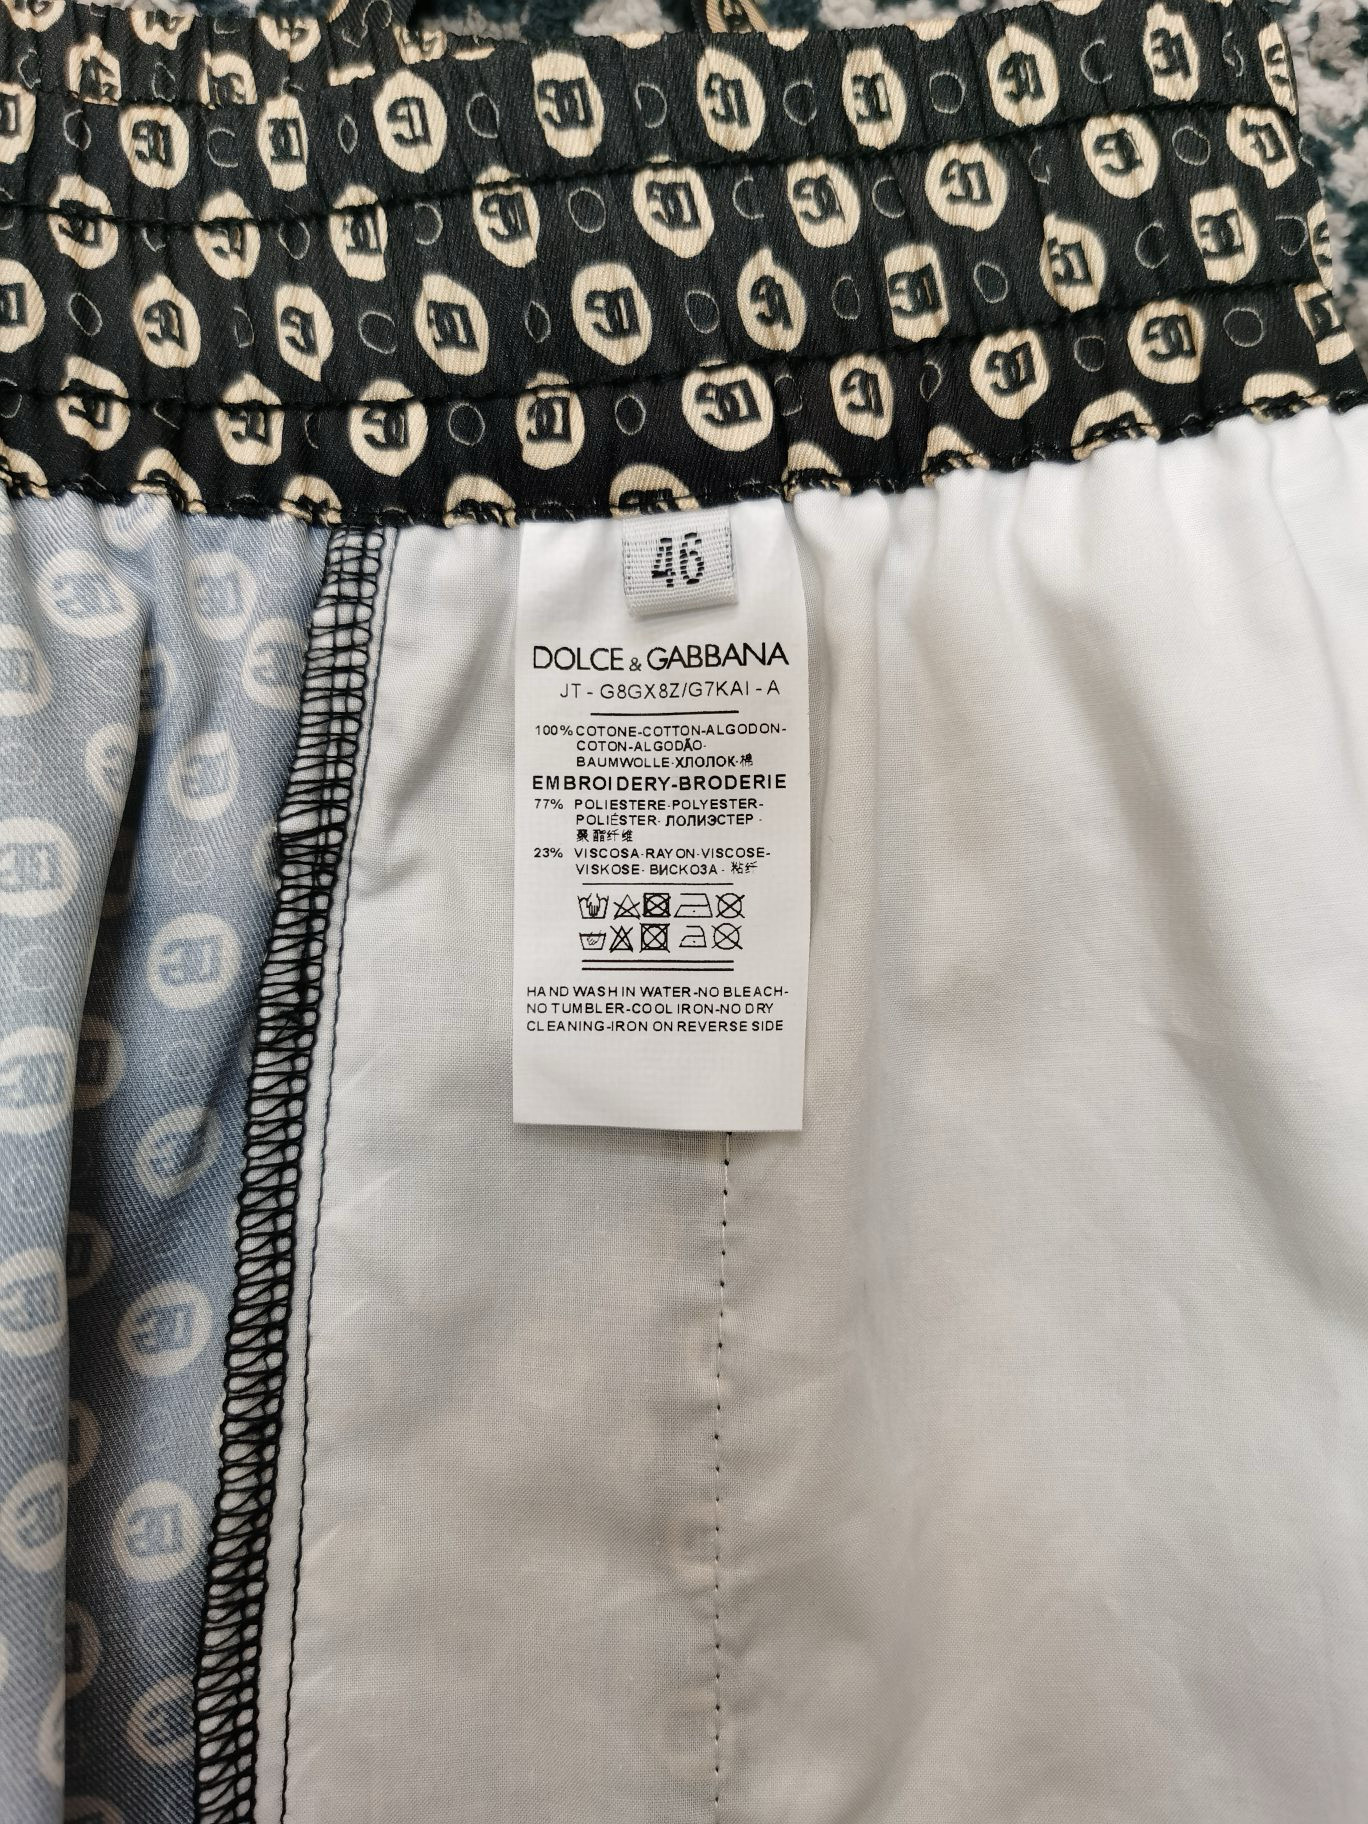 46
DOLCE & GABBANA
JT - G8GX8Z/G7KAI - A
100% COTONE-COTTON-ALGODON-
COTON-ALGODÃO-
BAUMWOLLE-ХЛОПОК-棉
EMBROIDERY-BRODERIE
77% POLIESTERE-POLYESTER-
POLIÉSTER-ПОЛИЭСТЕР-
聚酯纤维
23% VISCOSA-RAYON-VISCOSE-
VISKOSE-ВИСКОЗА-粘纤
HAND WASH IN WATER-NO BLEACH-
NO TUMBLER-COOL IRON-NO DRY
CLEANING-IRON ON REVERSE SIDE